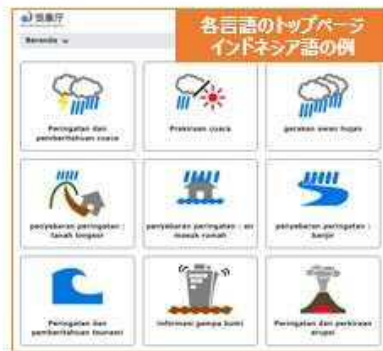 気象庁
各言語のトップページ
インドネシア語の例
Beranda
Peringatan dan
pemberitahuan cuaca
Prakiraan cuaca
gerakan awan hujan
penyebaran peringatan :
tanah longsor
penyebaran peringatan : air
masuk rumah
penyebaran peringatan :
banjir
Peringatan dan
pemberitahuan tsunami
Informasi gempa bumi
Peringatan dan perkiraan
erupsi